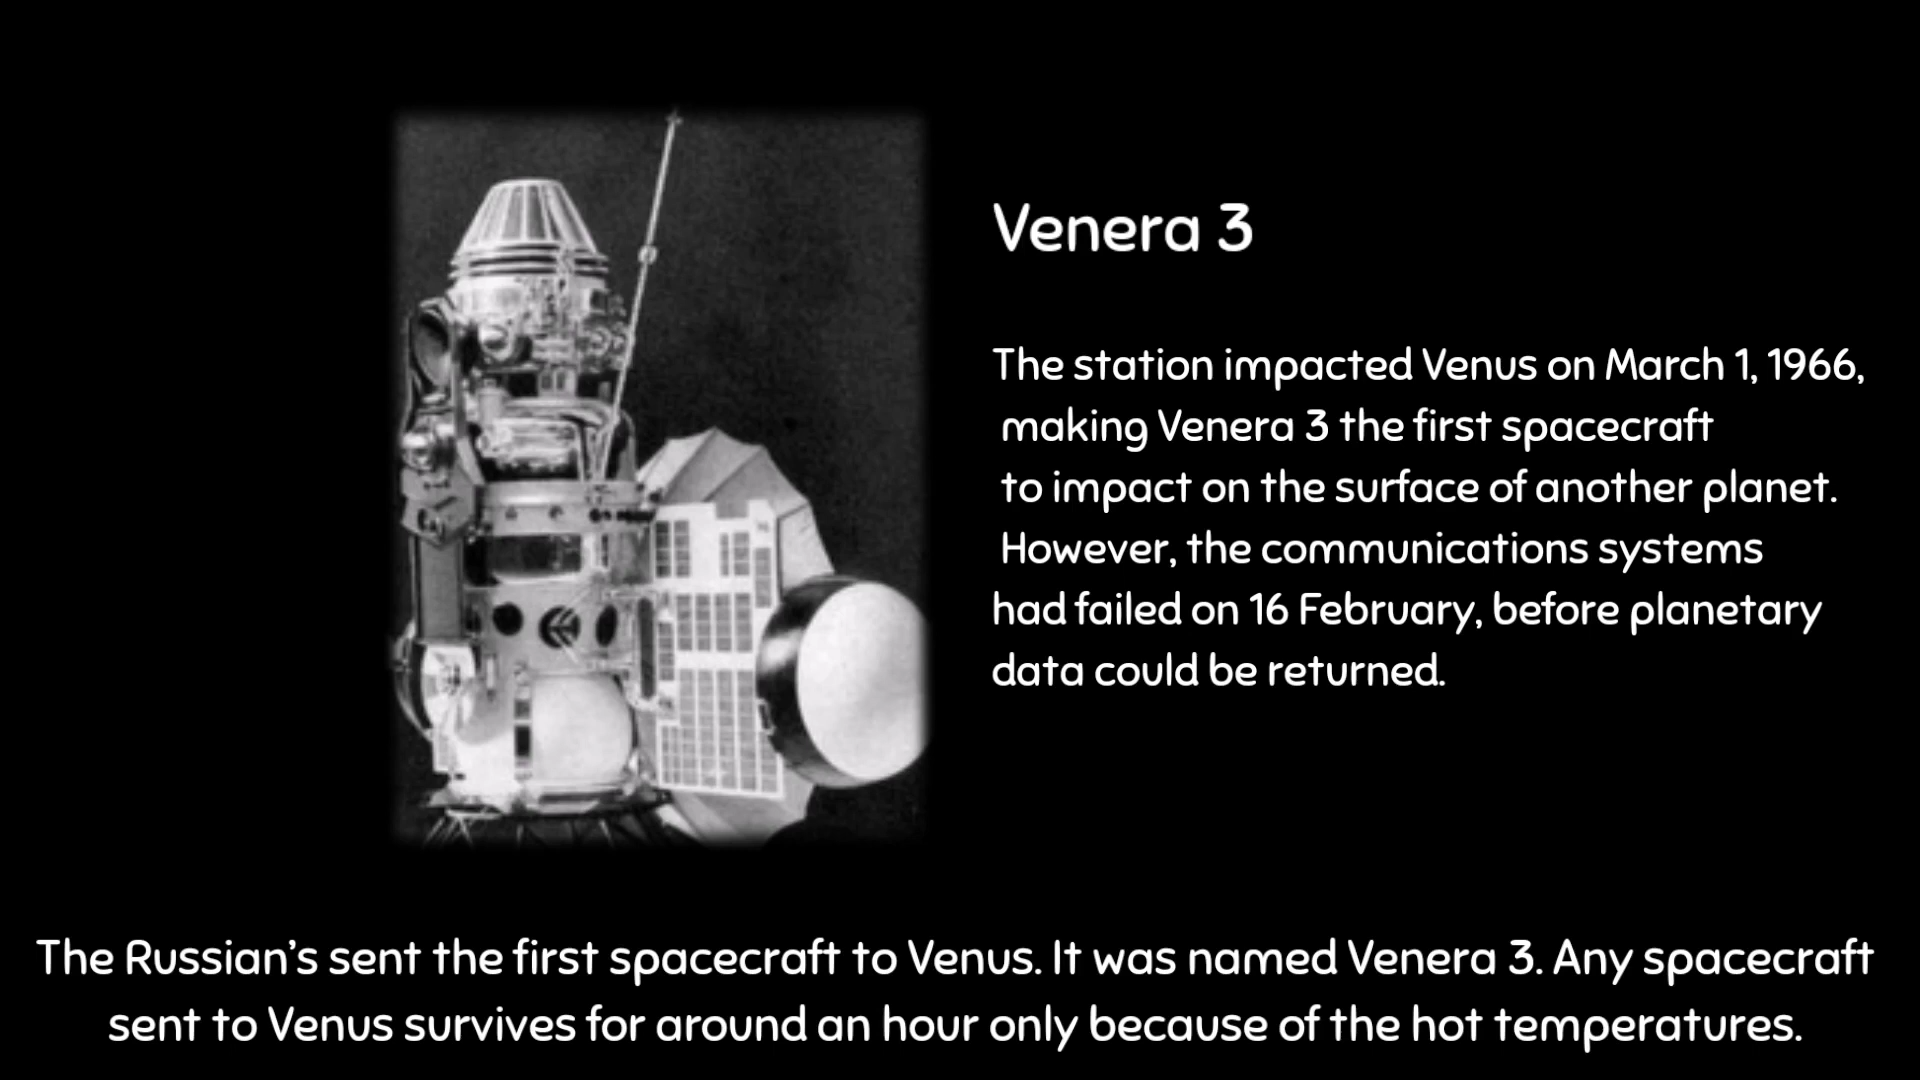 Venera 3
The station impacted Venus on March 1, 1966,
making Venera 3 the first spacecraft
to impact on the surface of another planet.
However, the communications systems
had failed on 16 February, before planetary
data could be returned.
The Russian’s sent the first spacecraft to Venus. It was named Venera 3. Any spacecraft
sent to Venus survives for around an hour only because of the hot temperatures.